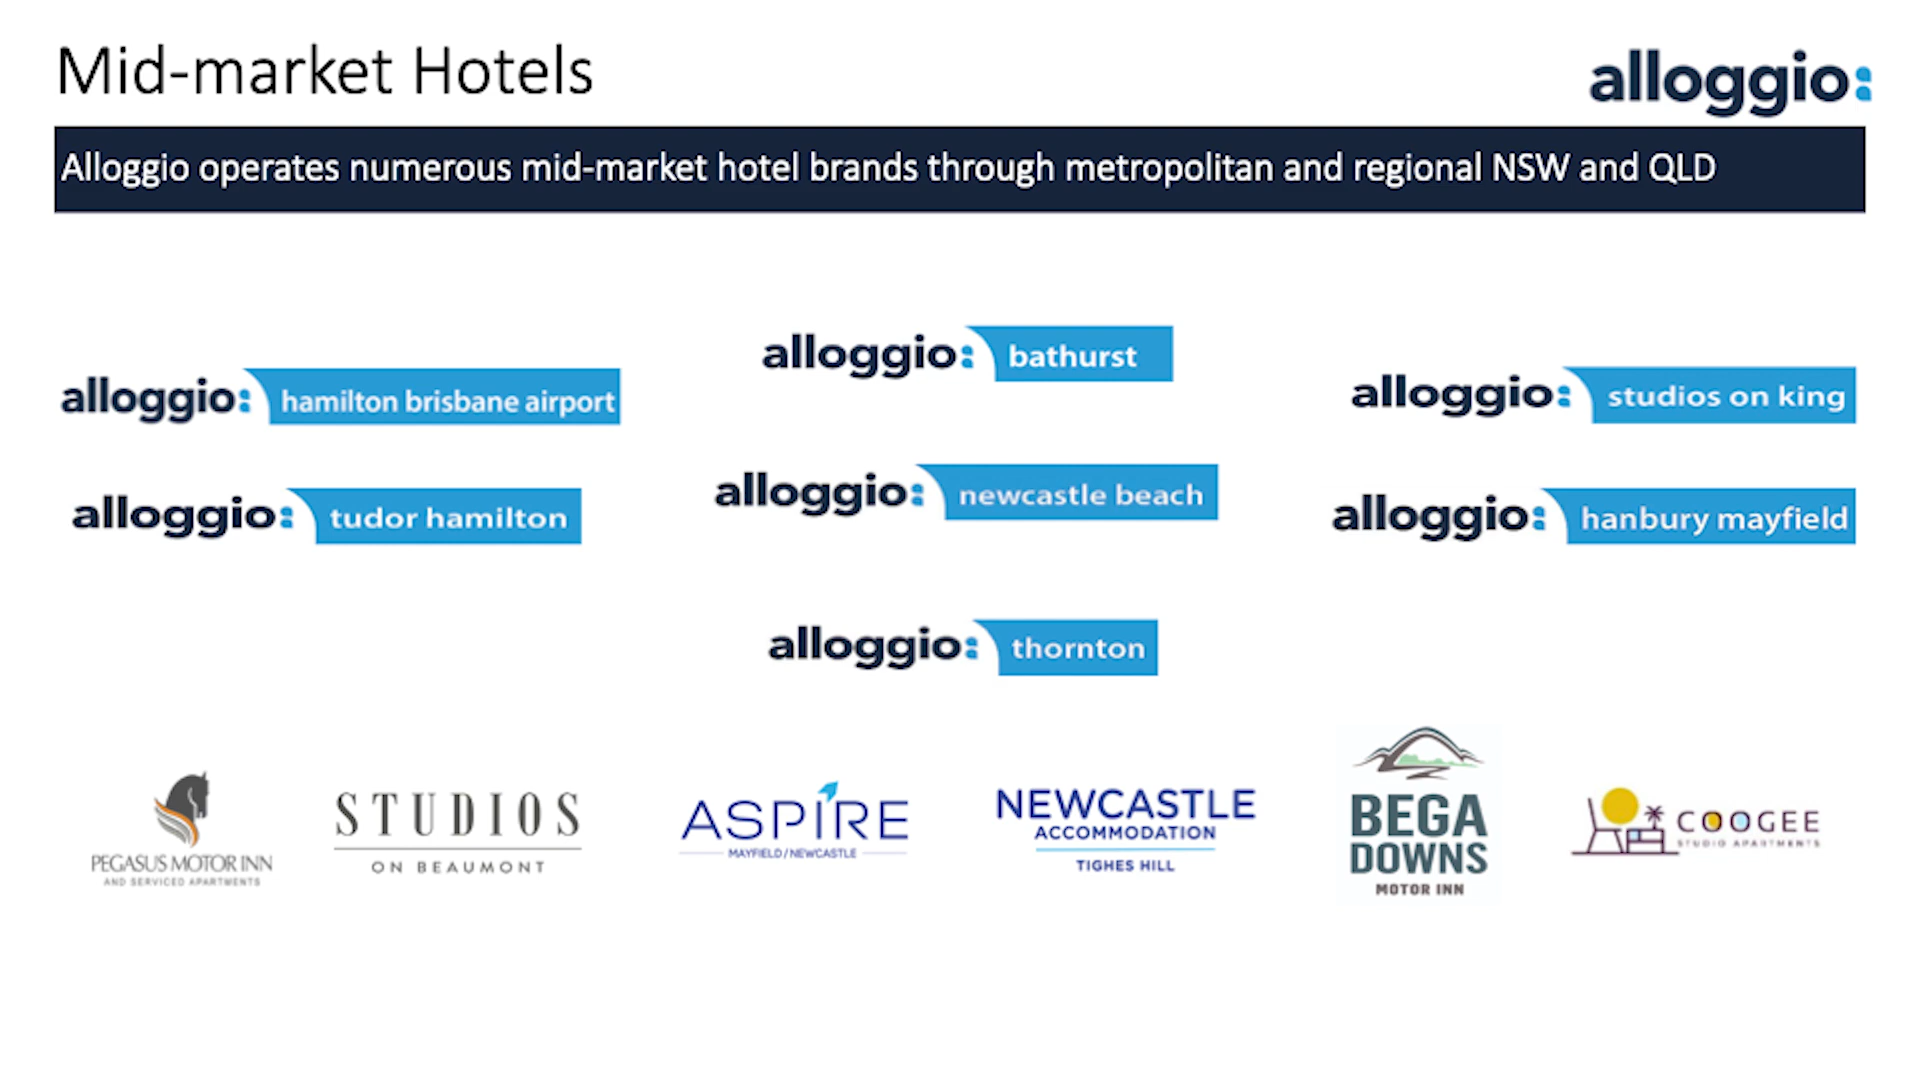 Mid-market Hotels
alloggio:
Alloggio operates numerous mid-market hotel brands through metropolitan and regional NSW and QLD
alloggio: hamilton brisbane airport
alloggio: bathurst
alloggio: studios on king
alloggio: tudor hamilton
alloggio: newcastle beach
alloggio: hanbury mayfield
alloggio: thornton
PEGASUS MOTOR INN
AND SERVICED APARTMENTS
STUDIOS
ON BEAUMONT
ASPIRE
MAYFIELD/NEWCASTLE
NEWCASTLE
ACCOMMODATION
TIGHES HILL
BEGA
DOWNS
MOTOR INN
COOGEE
STUDIO APARTMENTS